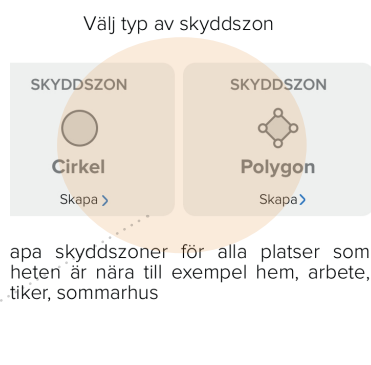 Välj typ av skyddszon
SKYDDSZON SKYDDSZON
Cirkel Polygon
Skapa Skapa
apa skyddszoner för alla platser som
heten är nära till exempel hem, arbete,
tiker, sommarhus